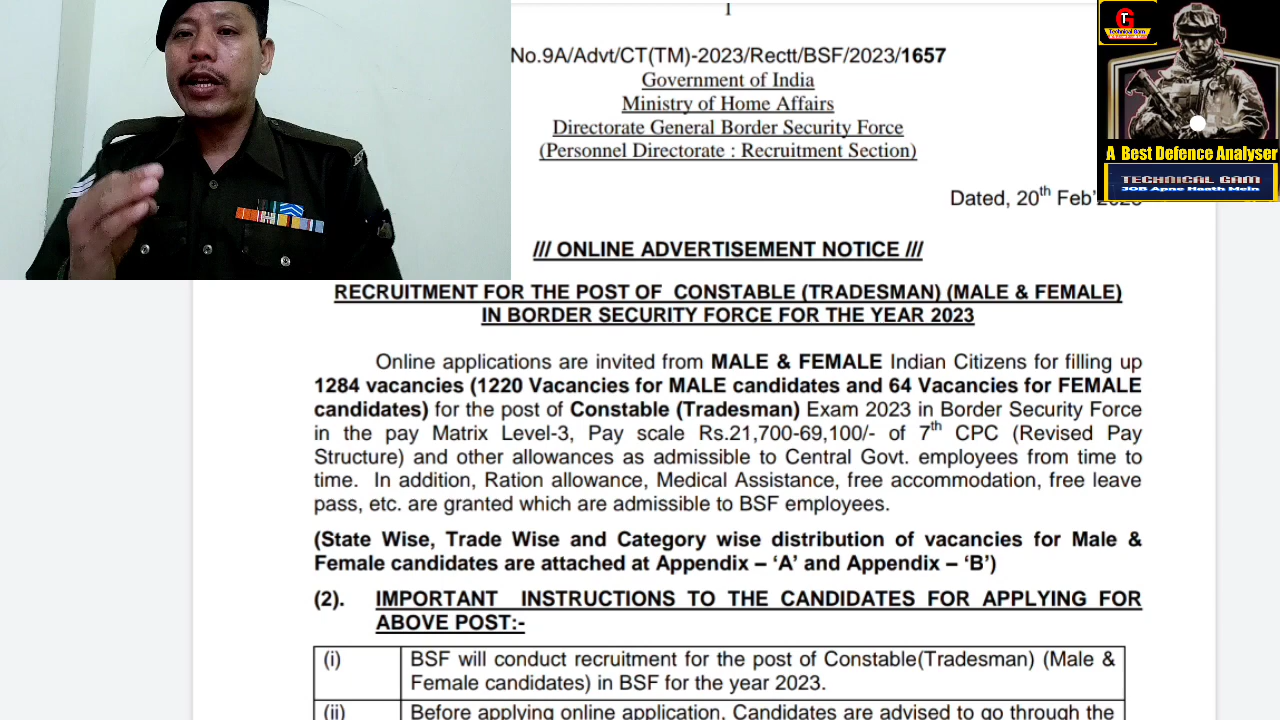 1
No.9A/Advt/CT(TM)-2023/Rectt/BSF/2023/1657
Government of India
Ministry of Home Affairs
Directorate General Border Security Force
(Personnel Directorate : Recruitment Section)
Dated, 20th Feb'
G
T
Technical Gam
A Best Defence Analyser
TECHNICAL GAM
JOB Apne Haath Mein
/// ONLINE ADVERTISEMENT NOTICE ///
RECRUITMENT FOR THE POST OF CONSTABLE (TRADESMAN) (MALE & FEMALE)
IN BORDER SECURITY FORCE FOR THE YEAR 2023
Online applications are invited from MALE & FEMALE Indian Citizens for filling up
1284 vacancies (1220 Vacancies for MALE candidates and 64 Vacancies for FEMALE
candidates) for the post of Constable (Tradesman) Exam 2023 in Border Security Force
in the pay Matrix Level-3, Pay scale Rs.21,700-69,100/- of 7th CPC (Revised Pay
Structure) and other allowances as admissible to Central Govt. employees from time to
time. In addition, Ration allowance, Medical Assistance, free accommodation, free leave
pass, etc. are granted which are admissible to BSF employees.
(State Wise, Trade Wise and Category wise distribution of vacancies for Male &
Female candidates are attached at Appendix – ‘A’ and Appendix – ‘B’)
(2). IMPORTANT INSTRUCTIONS TO THE CANDIDATES FOR APPLYING FOR
ABOVE POST:-
(i) BSF will conduct recruitment for the post of Constable(Tradesman) (Male &
Female candidates) in BSF for the year 2023.
(ii) Before applying online application, Candidates are advised to go through the